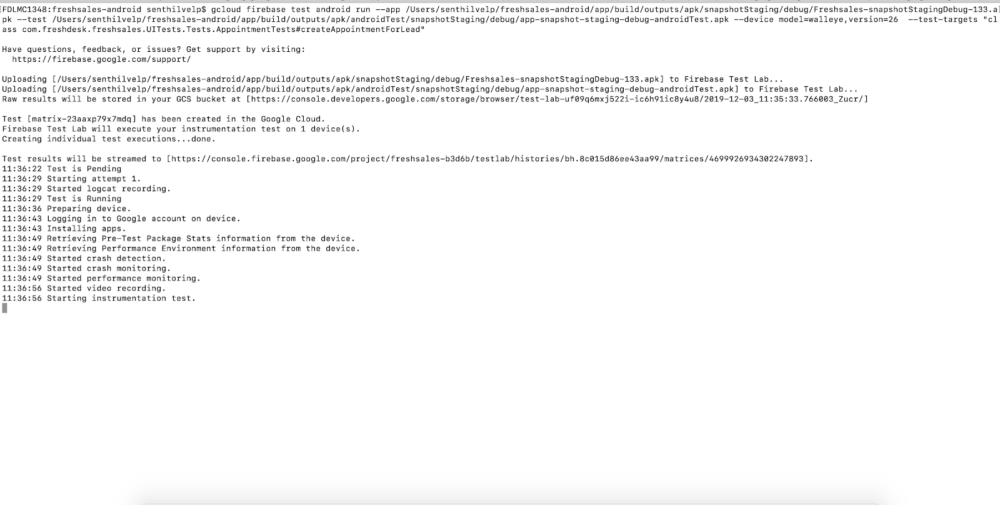 [FDLMC1348:freshsales-android senthilvelp$ gcloud firebase test android run --app /Users/senthilvelp/freshsales-android/app/build/outputs/apk/snapshotStaging/debug/Freshsales-snapshotStagingDebug-133.a]
pk --test /Users/senthilvelp/freshsales-android/app/build/outputs/apk/androidTest/snapshotStaging/debug/app-snapshot-staging-debug-androidTest.apk --device model=walleye,version=26  --test-targets "cl
ass com.freshdesk.freshsales.UITests.Tests.AppointmentTests#createAppointmentForLead"
Have questions, feedback, or issues? Get support by visiting:
https://firebase.google.com/support/
Uploading [/Users/senthilvelp/freshsales-android/app/build/outputs/apk/snapshotStaging/debug/Freshsales-snapshotStagingDebug-133.apk] to Firebase Test Lab...
Uploading [/Users/senthilvelp/freshsales-android/app/build/outputs/apk/androidTest/snapshotStaging/debug/app-snapshot-staging-debug-androidTest.apk] to Firebase Test Lab...
Raw results will be stored in your GCS bucket at [https://console.developers.google.com/storage/browser/test-lab-uf09q6mxj522i-ic6h91ic8y4u8/2019-12-03_11:35:33.766003_Zucr/]
Test [matrix-23aaxp79x7mdq] has been created in the Google Cloud.
Firebase Test Lab will execute your instrumentation test on 1 device(s).
Creating individual test executions...done.
Test results will be streamed to [https://console.firebase.google.com/project/freshsales-b3d6b/testlab/histories/bh.8c015d86ee43aa99/matrices/4699926934302247893].
11:36:22 Test is Pending
11:36:29 Starting attempt 1.
11:36:29 Started logcat recording.
11:36:29 Test is Running
11:36:36 Preparing device.
11:36:43 Logging in to Google account on device.
11:36:43 Installing apps.
11:36:49 Retrieving Pre-Test Package Stats information from the device.
11:36:49 Retrieving Performance Environment information from the device.
11:36:49 Started crash detection.
11:36:49 Started crash monitoring.
11:36:49 Started performance monitoring.
11:36:56 Started video recording.
11:36:56 Starting instrumentation test.